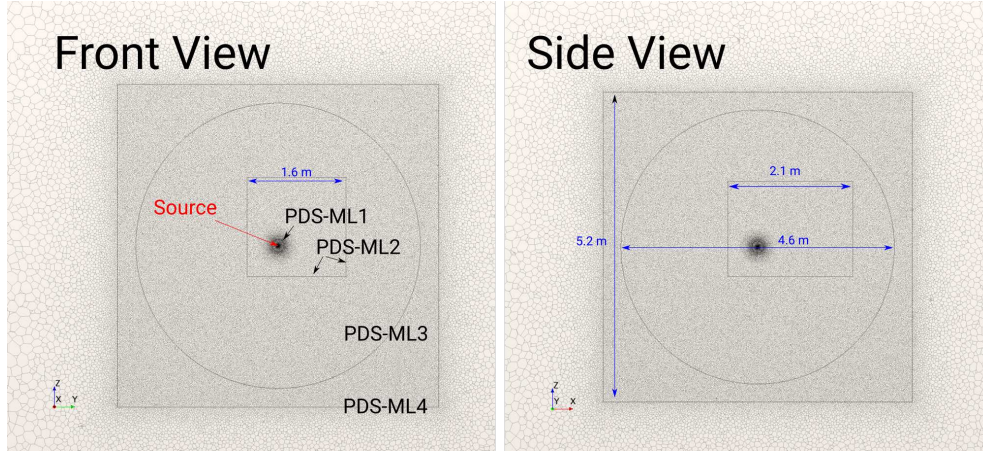 Front View
1.6 m
Source
PDS-ML1
PDS-ML2
PDS-ML3
PDS-ML4
Z
X Y
Side View
2.1 m
5.2 m
4.6 m
Z
Y X